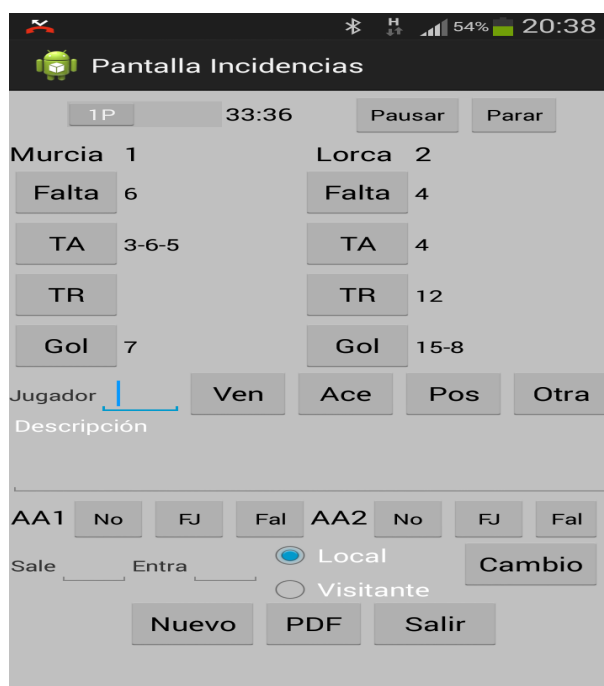 H 54% 20:38
Pantalla Incidencias
1P 33:36 Pausar Parar
Murcia 1 Lorca 2
Falta 6 Falta 4
TA 3-6-5 TA 4
TR TR 12
Gol 7 Gol 15-8
Jugador Ven Ace Pos Otra
Descripción
AA1 No FJ Fal AA2 No FJ Fal
Sale Entra Local Cambio
Visitante
Nuevo PDF Salir